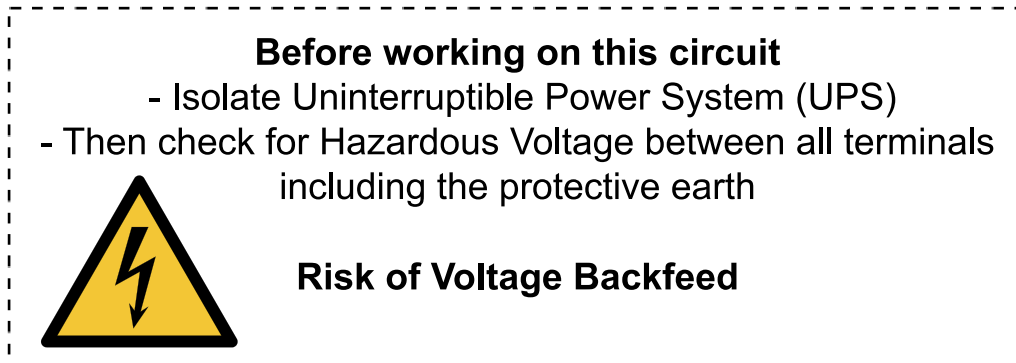 Before working on this circuit
- Isolate Uninterruptible Power System (UPS)
- Then check for Hazardous Voltage between all terminals
including the protective earth
Risk of Voltage Backfeed